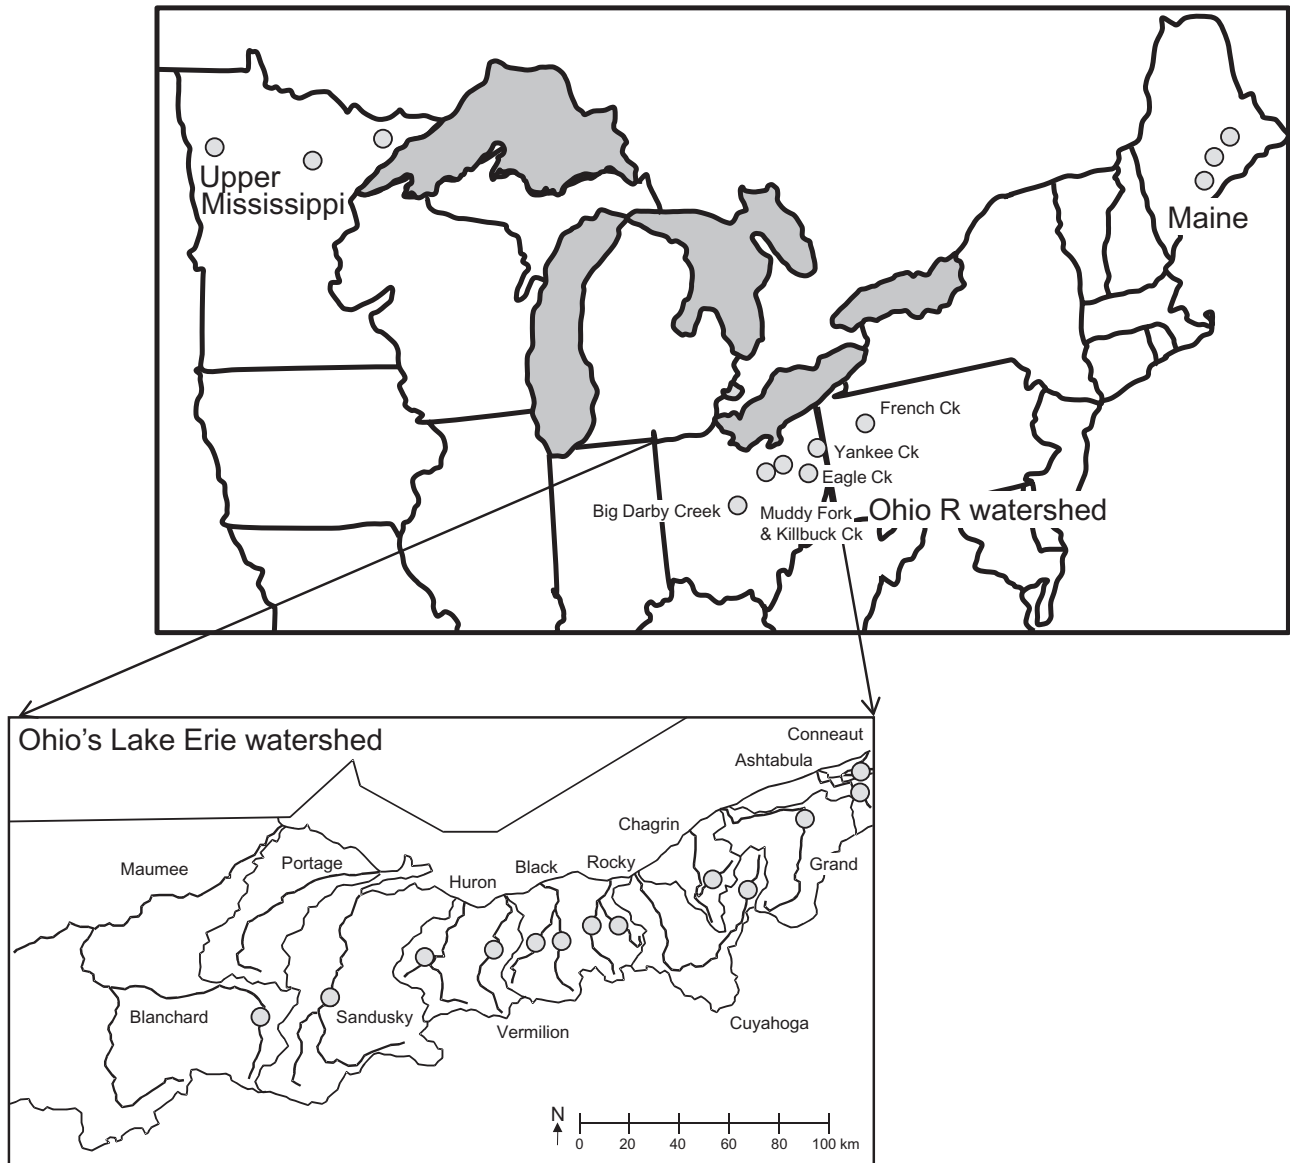 Upper
Mississippi
Maine
French Ck
Yankee Ck
Eagle Ck
Big Darby Creek
Muddy Fork
& Killbuck Ck
Ohio R watershed
Ohio's Lake Erie watershed
Conneaut
Ashtabula
Chagrin
Maumee
Portage
Huron
Black
Rocky
Grand
Blanchard
Sandusky
Vermilion
Cuyahoga
N
0 20 40 60 80 100 km